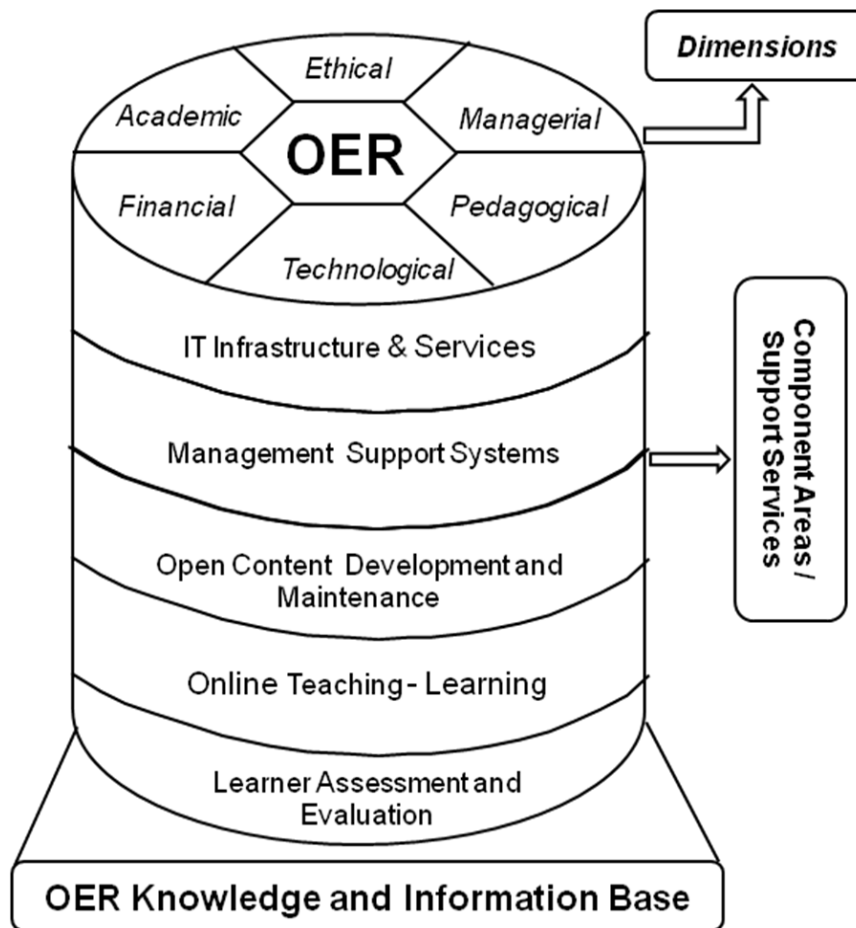 Dimensions
Ethical
Academic
Managerial
OER
Financial
Pedagogical
Technological
IT Infrastructure & Services
Management Support Systems
Component Areas /
Support Services
Open Content Development and
Maintenance
Online Teaching- Learning
Learner Assessment and
Evaluation
OER Knowledge and Information Base